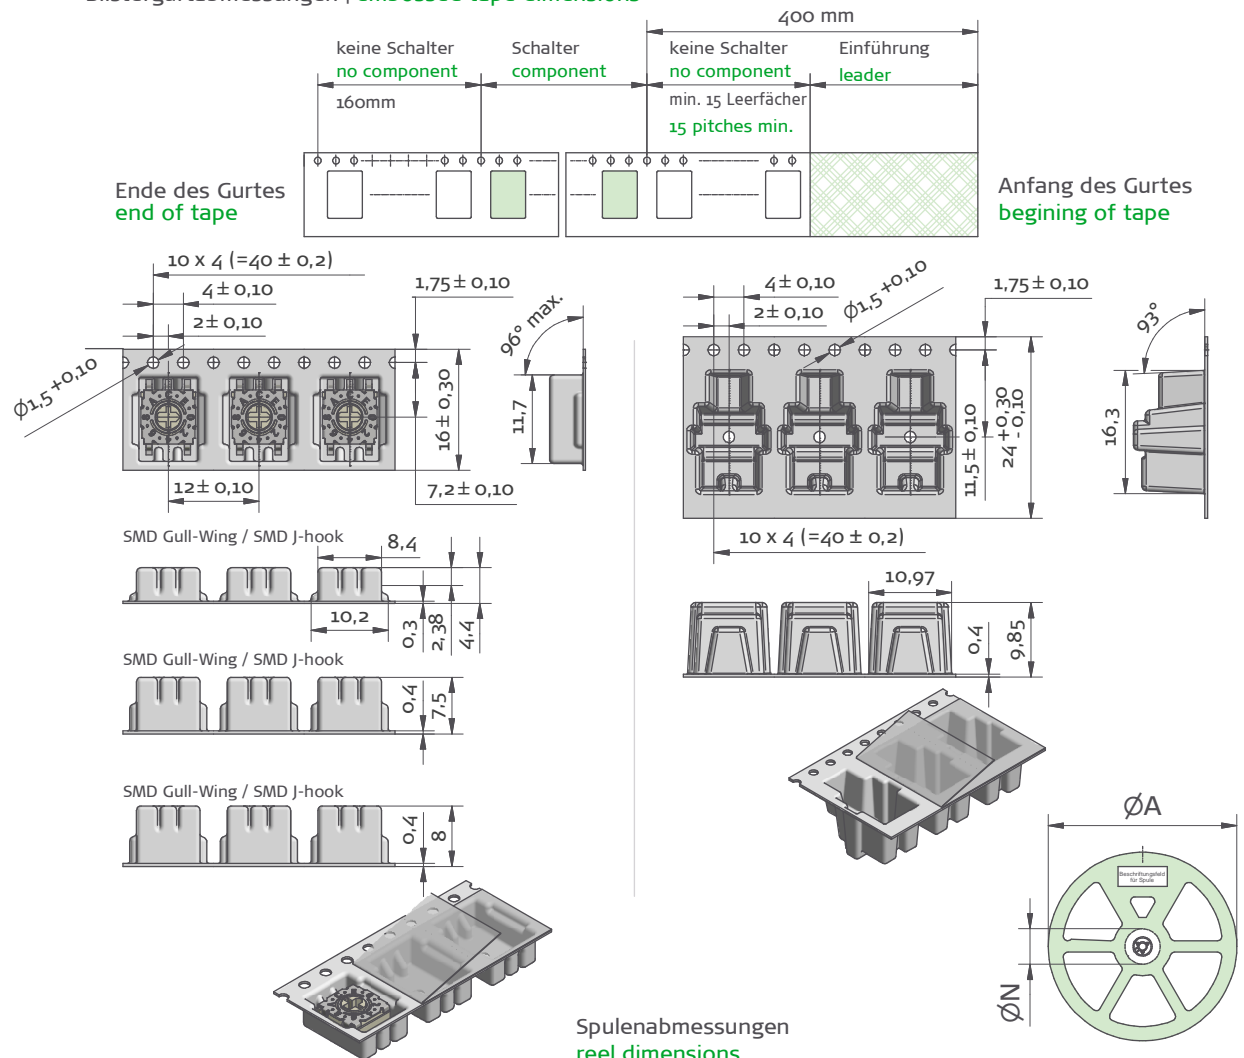 400 mm
keine Schalter
no component
Schalter
component
keine Schalter
no component
Einführung
leader
160mm
min. 15 Leerfächer
15 pitches min.
Ende des Gurtes
end of tape
Anfang des Gurtes
begining of tape
10 x 4 (=40 ± 0,2)
4± 0,10
2± 0,10
1,75± 0,10
Ø1,5 +0,10
16± 0,30
12± 0,10
7,2± 0,10
96° max.
11,7
SMD Gull-Wing / SMD J-hook
8,4
10,2
0,3
2,38
4,4
SMD Gull-Wing / SMD J-hook
0,4
7,5
SMD Gull-Wing / SMD J-hook
0,4
8
4± 0,10
2± 0,10
Ø1,5 +0,10
1,75± 0,10
11,5± 0,10
24 +0,30 -0,10
93°
16,3
10 x 4 (=40 ± 0,2)
10,97
0,4
9,85
ØA
Beschriftungsfeld
für Spule
ØN
Spulenabmessungen
reel dimensions